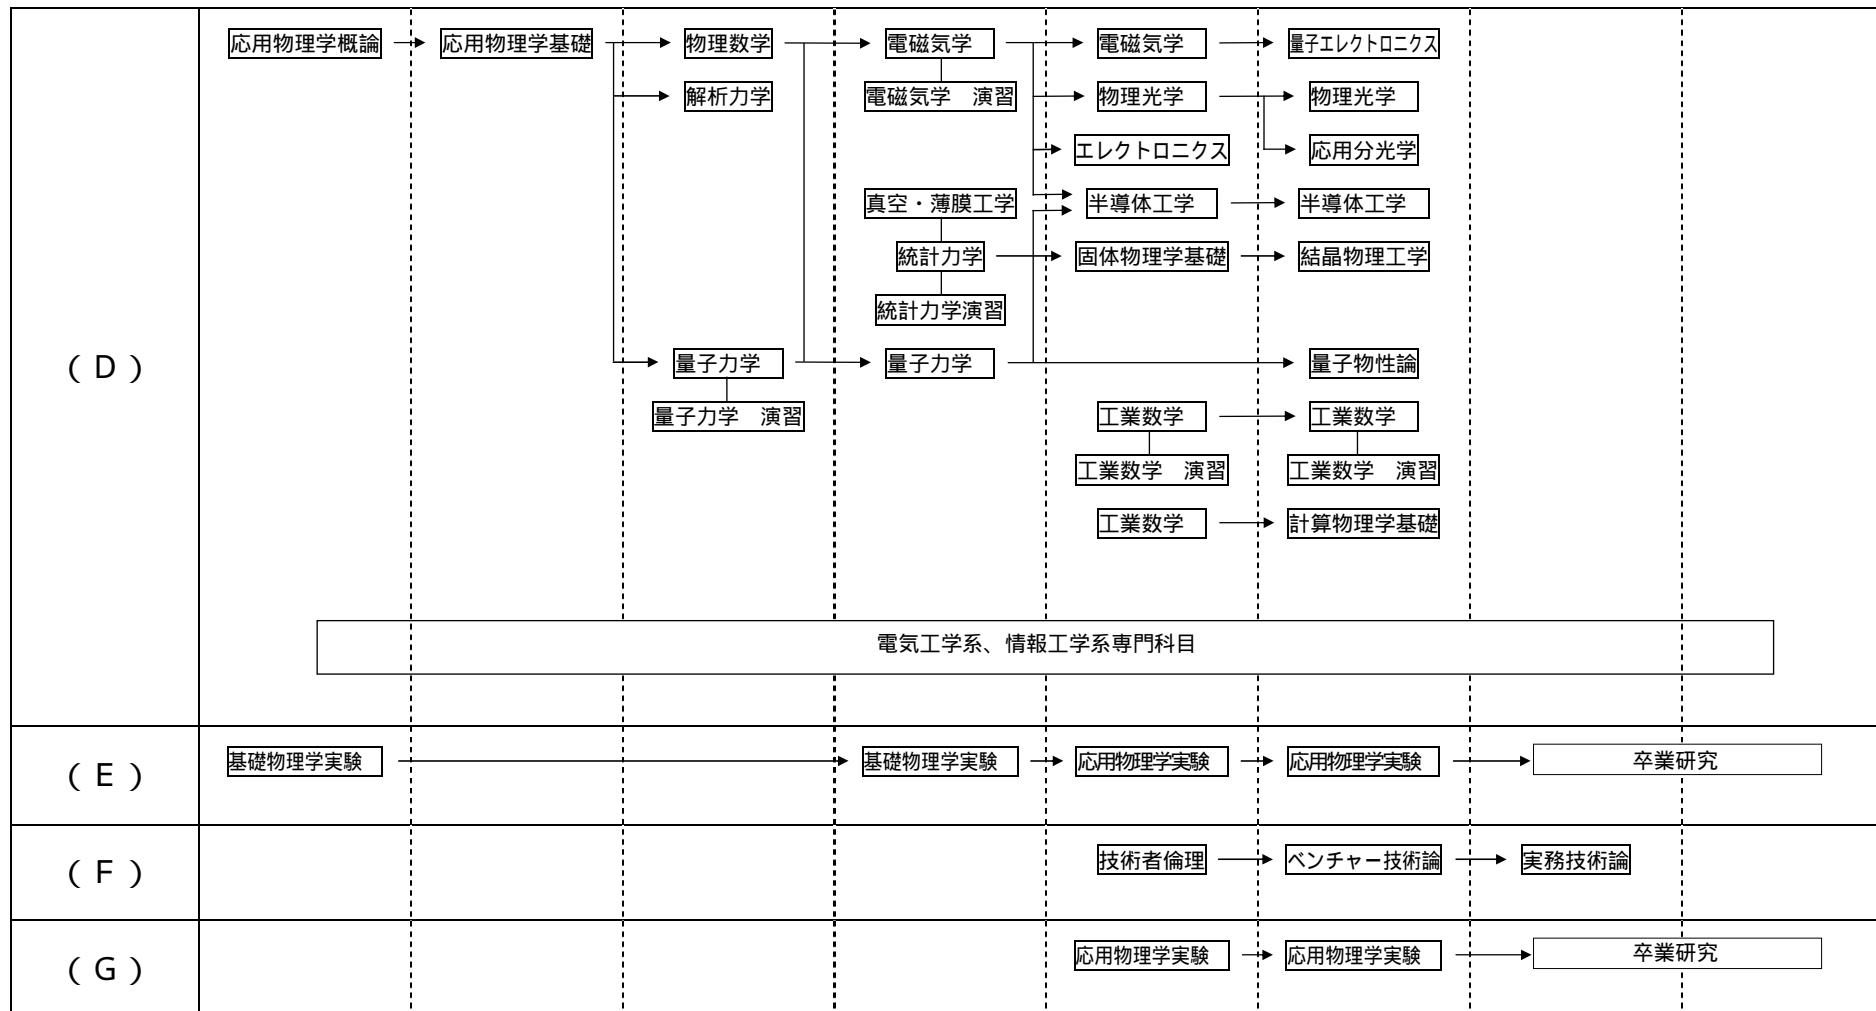 応用物理学概論 応用物理学基礎 物理数学 電磁気学 電磁気学 量子エレクトロニクス
解析力学 電磁気学　演習 物理光学 物理光学
エレクトロニクス 応用分光学
真空・薄膜工学 半導体工学 半導体工学
統計力学 固体物理学基礎 結晶物理工学
統計力学演習
（Ｄ） 量子力学 量子力学 量子物性論
量子力学　演習 工業数学 工業数学
工業数学　演習 工業数学　演習
工業数学 計算物理学基礎
電気工学系、情報工学系専門科目
（Ｅ） 基礎物理学実験 基礎物理学実験 応用物理学実験 応用物理学実験 卒業研究
（Ｆ） 技術者倫理 ベンチャー技術論 実務技術論
（Ｇ） 応用物理学実験 応用物理学実験 卒業研究